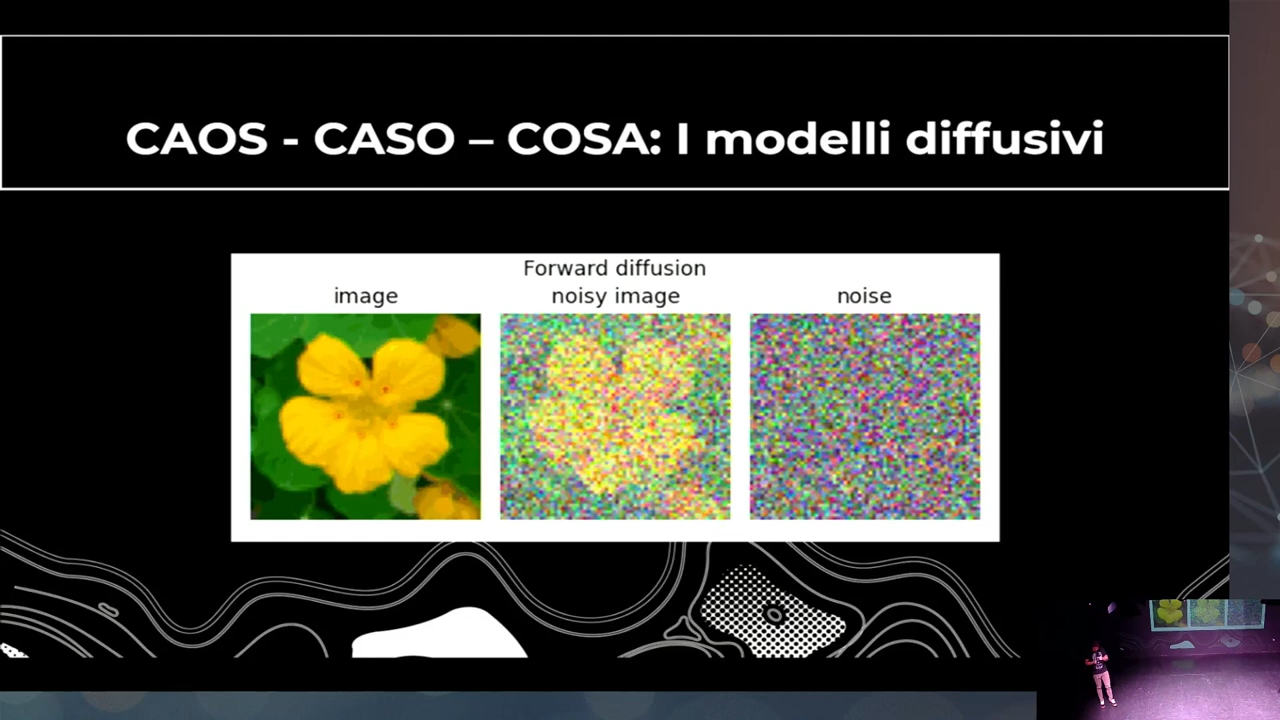 CAOS - CASO – COSA: I modelli diffusivi
Forward diffusion
image
noisy image
noise